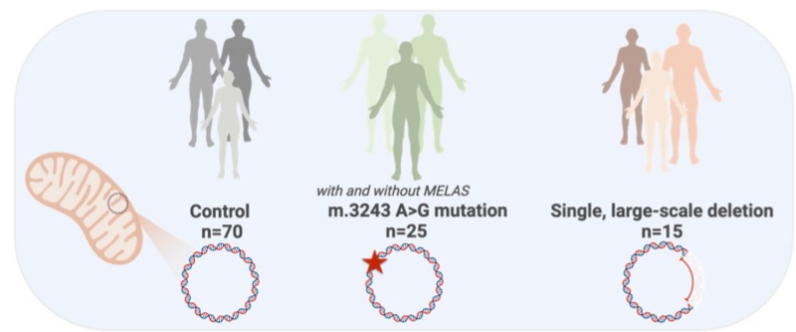 Control
n=70
with and without MELAS
m.3243 A>G mutation
n=25
Single, large-scale deletion
n=15